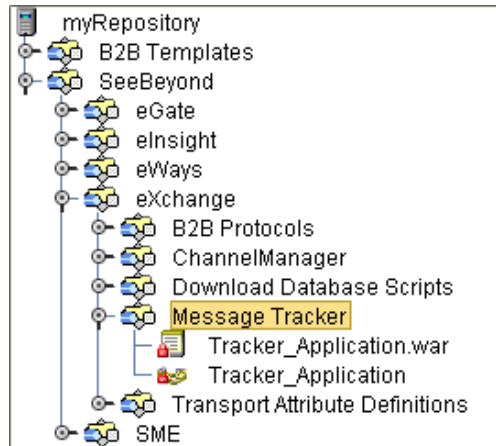 myRepository
B2B Templates
SeeBeyond
eGate
eInsight
eWays
eXchange
B2B Protocols
ChannelManager
Download Database Scripts
Message Tracker
Tracker_Application.war
Tracker_Application
Transport Attribute Definitions
SME